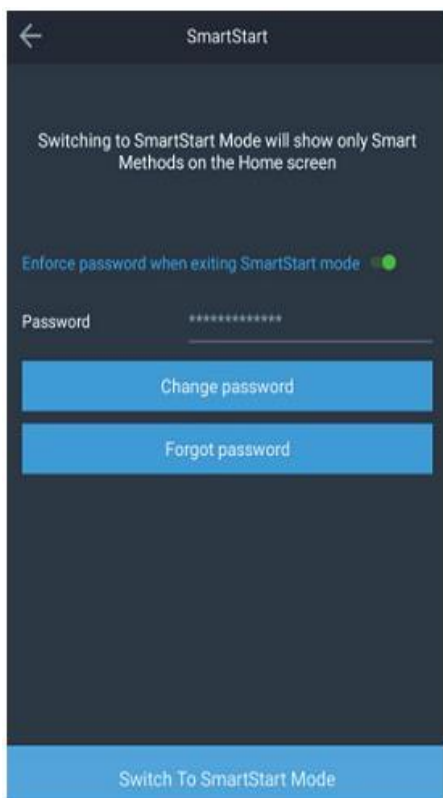 SmartStart
Switching to SmartStart Mode will show only Smart
Methods on the Home screen
Enforce password when exiting SmartStart mode
Password *************
Change password
Forgot password
Switch To SmartStart Mode